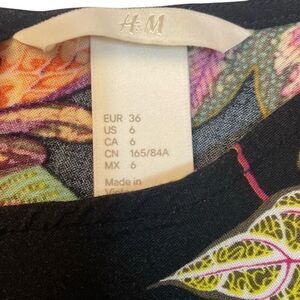 H&M
EUR 36
US 6
CA 6
CN 165/84A
MX 6
Made in